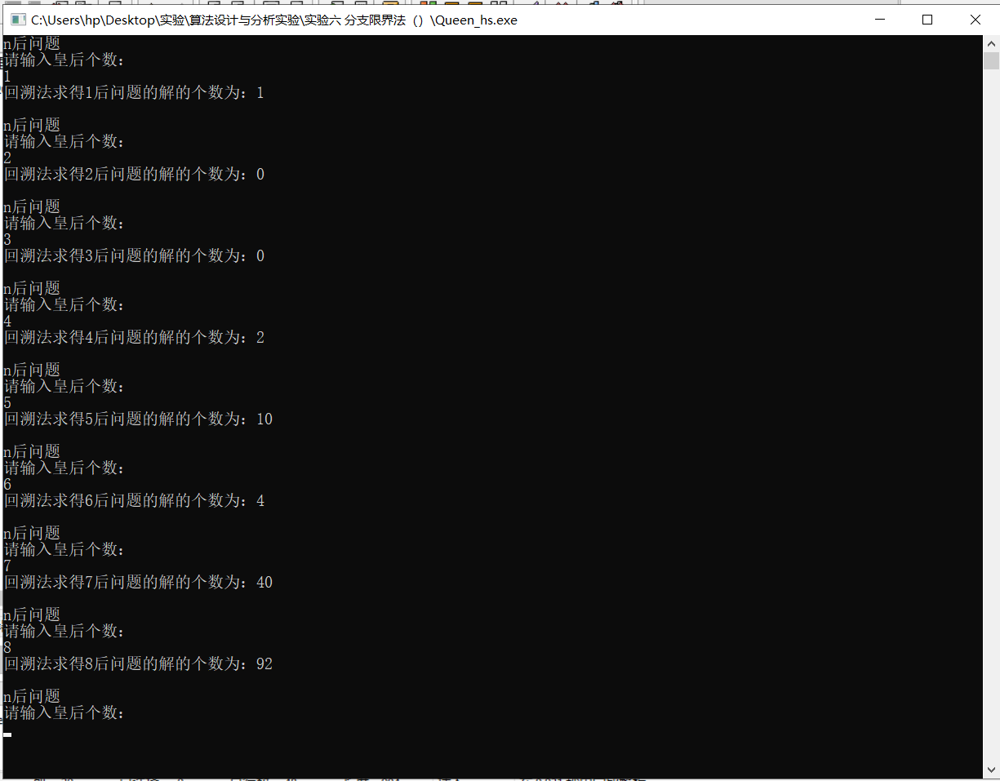 C:\Users\hp\Desktop\实验\算法设计与分析实验\实验六 分支限界法（）\Queen_hs.exe
n后问题
请输入皇后个数：
1
回溯法求得1后问题的解的个数为：1
n后问题
请输入皇后个数：
2
回溯法求得2后问题的解的个数为：0
n后问题
请输入皇后个数：
3
回溯法求得3后问题的解的个数为：0
n后问题
请输入皇后个数：
4
回溯法求得4后问题的解的个数为：2
n后问题
请输入皇后个数：
5
回溯法求得5后问题的解的个数为：10
n后问题
请输入皇后个数：
6
回溯法求得6后问题的解的个数为：4
n后问题
请输入皇后个数：
7
回溯法求得7后问题的解的个数为：40
n后问题
请输入皇后个数：
8
回溯法求得8后问题的解的个数为：92
n后问题
请输入皇后个数：